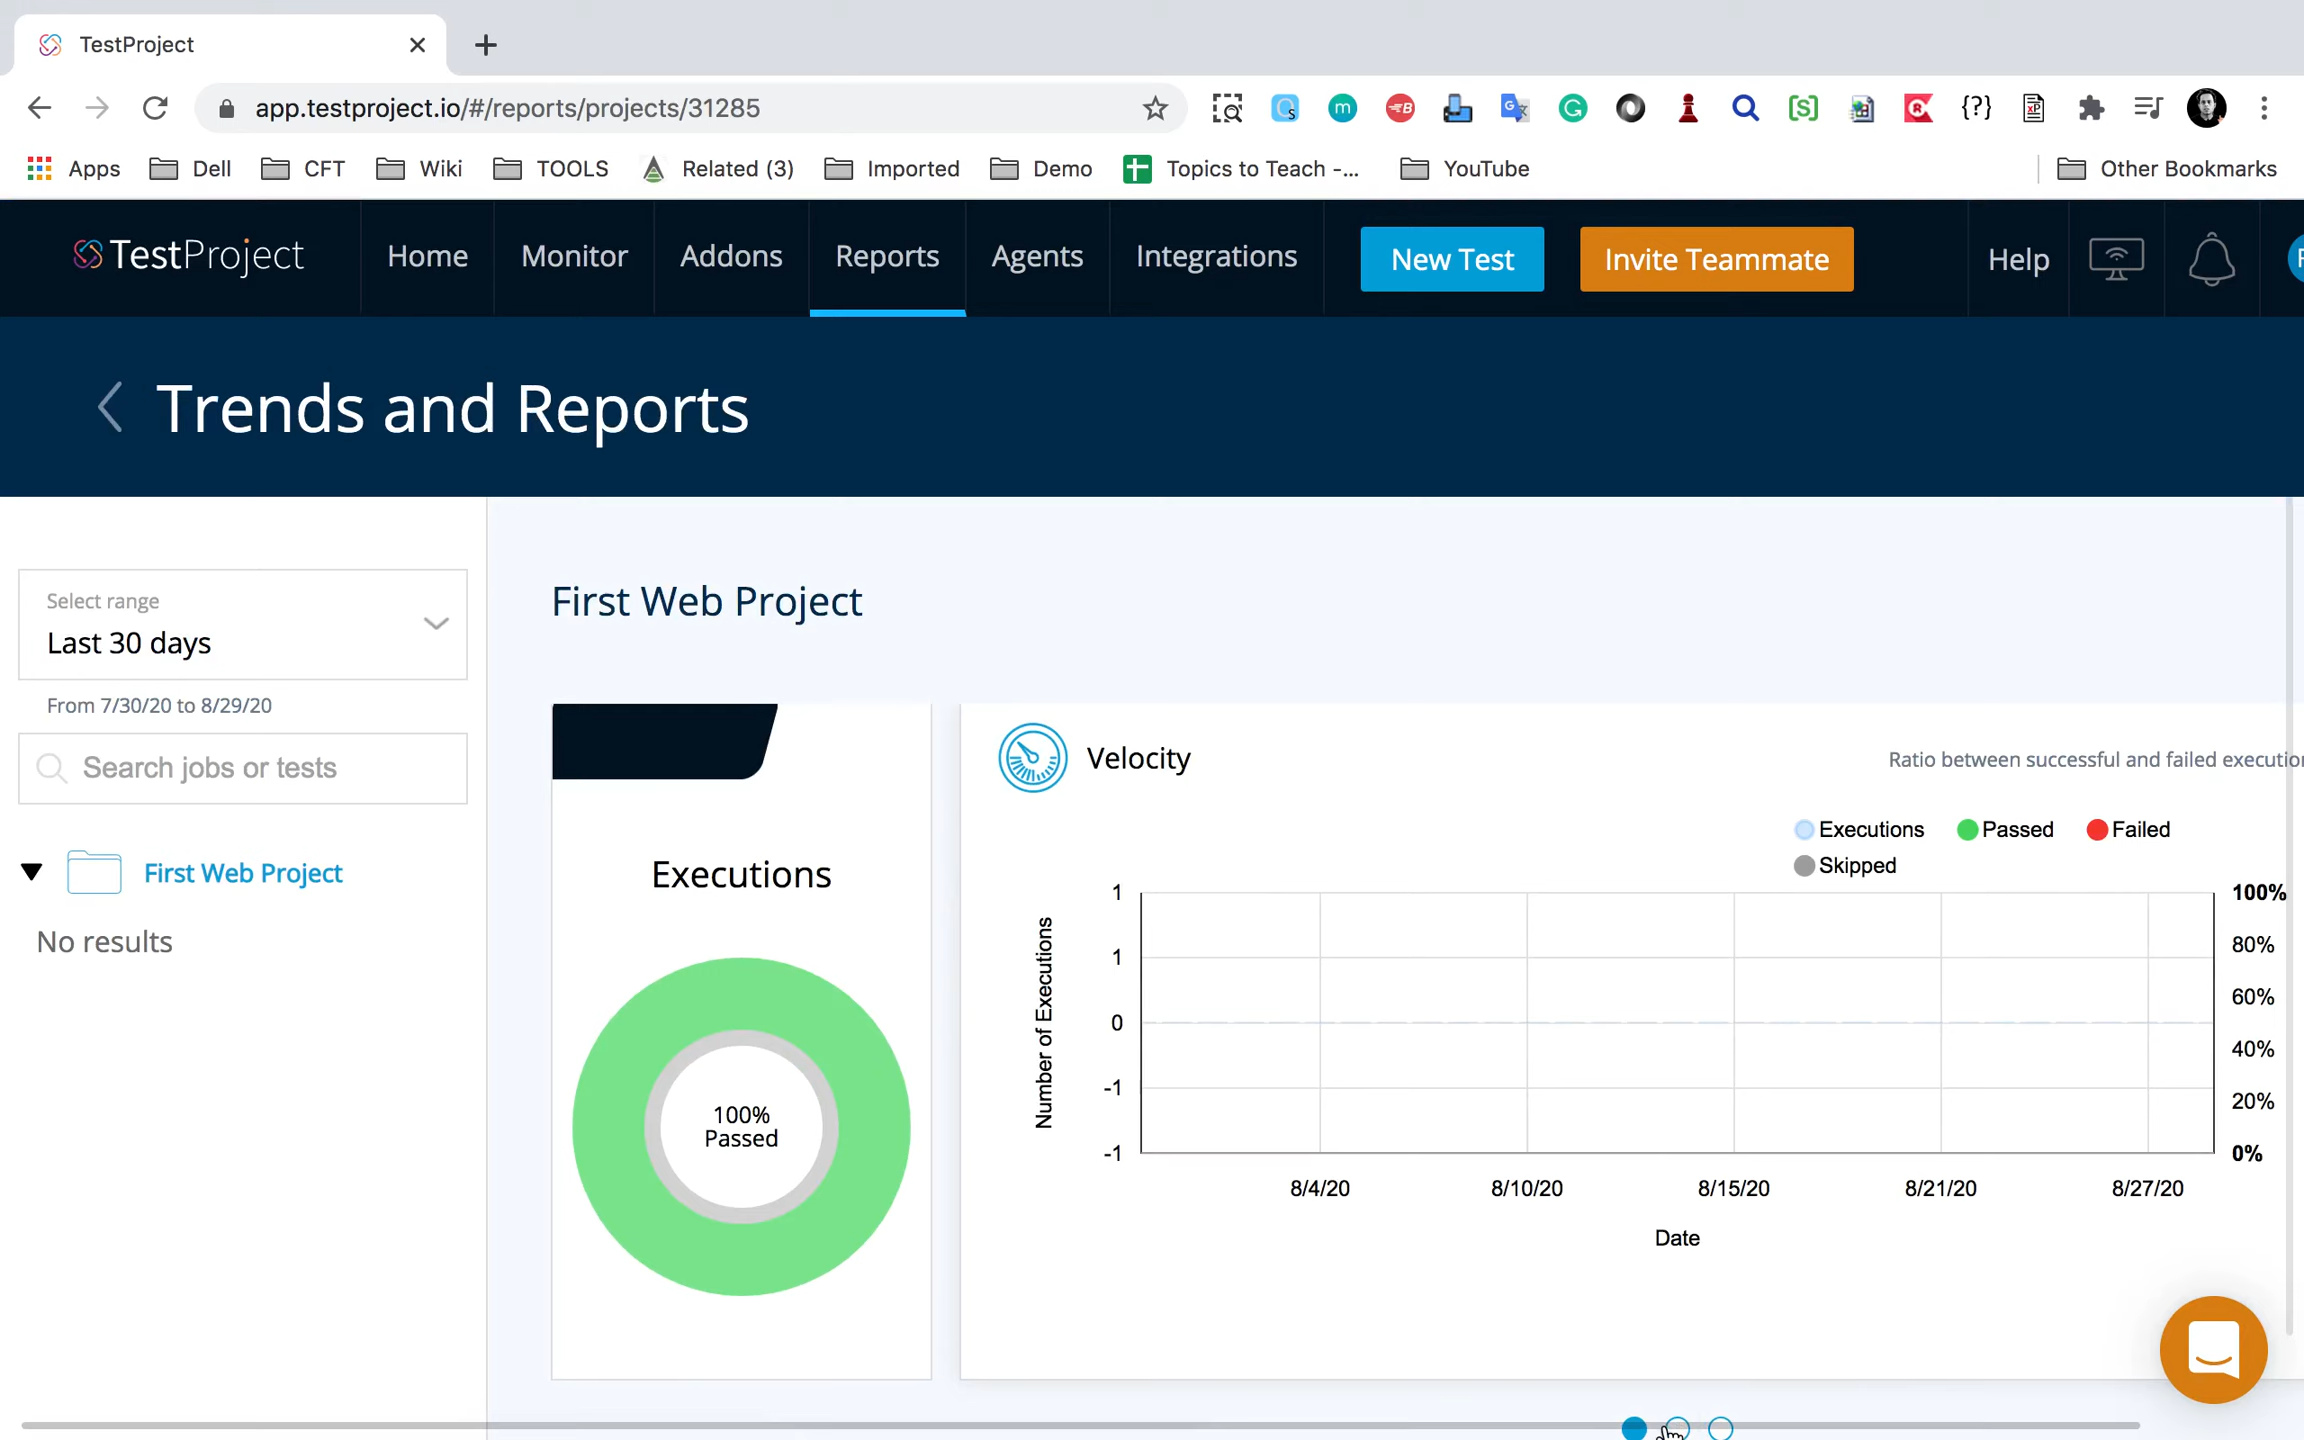 TestProject
app.testproject.io/#/reports/projects/31285
Apps Dell CFT Wiki TOOLS Related (3) Imported Demo Topics to Teach -... YouTube Other Bookmarks
TestProject Home Monitor Addons Reports Agents Integrations New Test Invite Teammate Help
Trends and Reports
Select range
Last 30 days
From 7/30/20 to 8/29/20
Search jobs or tests
First Web Project
No results
First Web Project
Executions
100%
Passed
Velocity
Ratio between successful and failed executio
Executions Passed Failed
Skipped
Number of Executions
1
1
0
-1
-1
100%
80%
60%
40%
20%
0%
8/4/20 8/10/20 8/15/20 8/21/20 8/27/20
Date